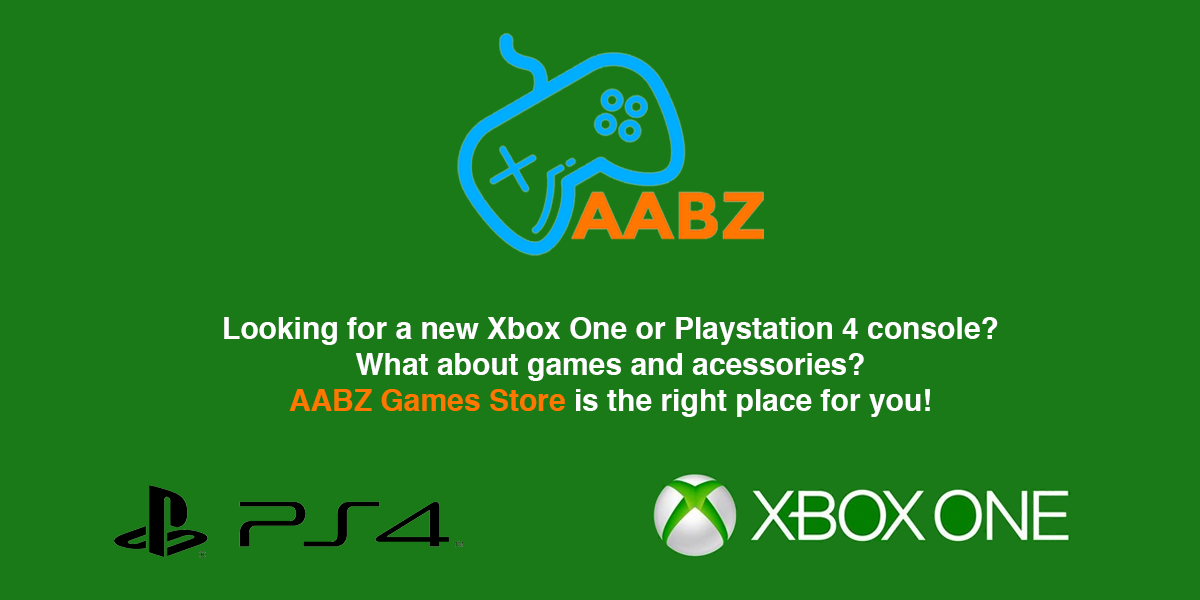 AABZ
Looking for a new Xbox One or Playstation 4 console?
What about games and acessories?
AABZ Games Store is the right place for you!
PS4
XBOX ONE